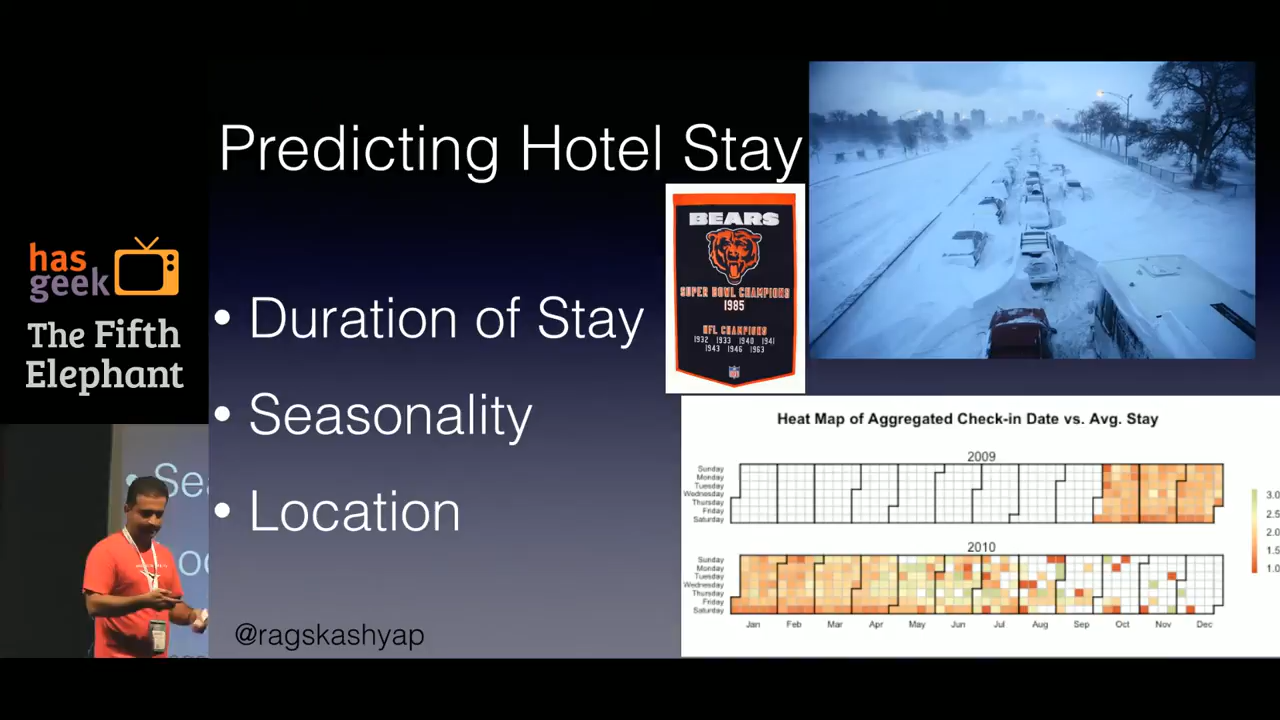 Predicting Hotel Stay
has
geek
The Fifth
Elephant
• Duration of Stay
• Seasonality
• Location
@ragskashyap
BEARS
SUPER BOWL CHAMPIONS
1985
NFL CHAMPIONS
1932 1933 1940 1941
1943 1946 1963
Heat Map of Aggregated Check-in Date vs. Avg. Stay
2009
Sunday
Monday
Tuesday
Wednesday
Thursday
Friday
Saturday
3.0
2.5
2.0
1.5
1.0
2010
Sunday
Monday
Tuesday
Wednesday
Thursday
Friday
Saturday
Jan Feb Mar Apr May Jun Jul Aug Sep Oct Nov Dec
• Sea